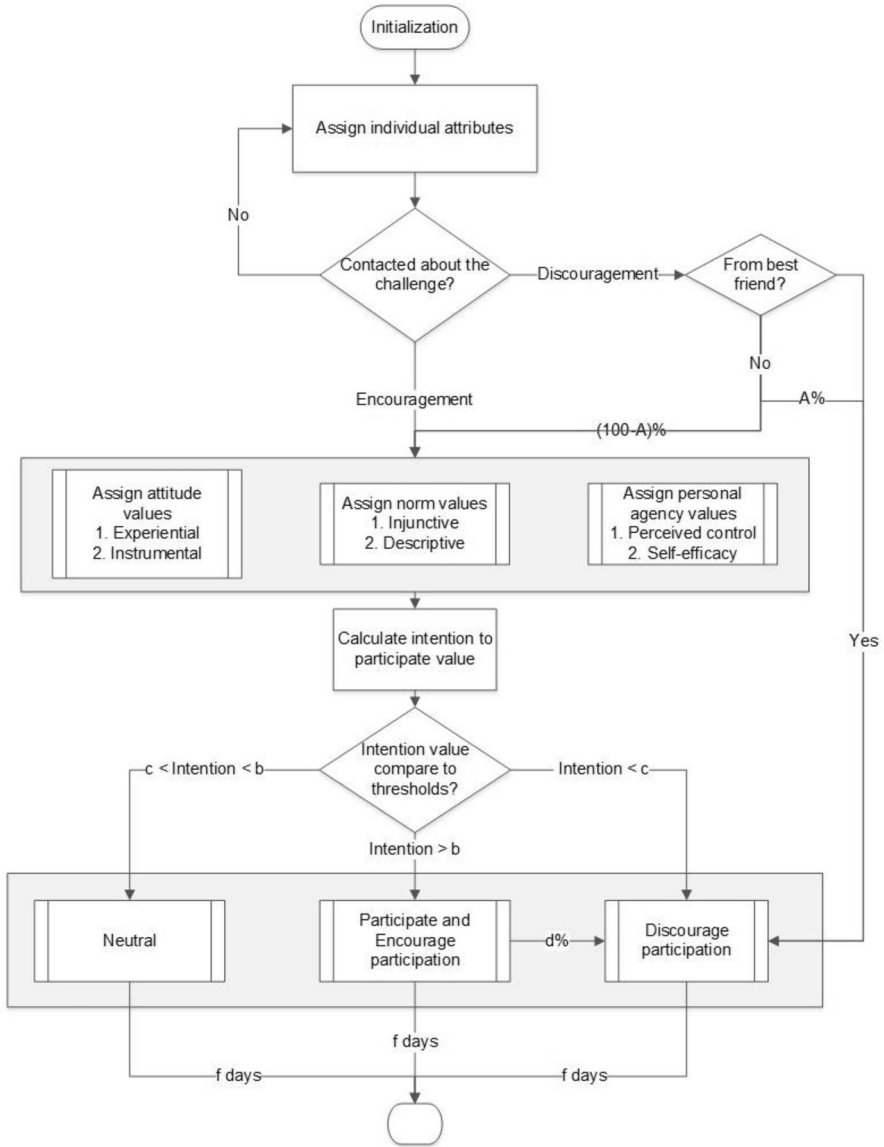 Initialization
Assign individual attributes
No
Contacted about the
challenge?
Discouragement
From best
friend?
No
A%
Encouragement
(100-A)%
Assign attitude
values
1. Experiential
2. Instrumental
Assign norm values
1. Injunctive
2. Descriptive
Assign personal
agency values
1. Perceived control
2. Self-efficacy
Calculate intention to
participate value
Yes
Intention value
compare to
thresholds?
c < Intention < b
Intention < c
Intention > b
Neutral
Participate and
Encourage
participation
d%
Discourage
participation
f days
f days
f days